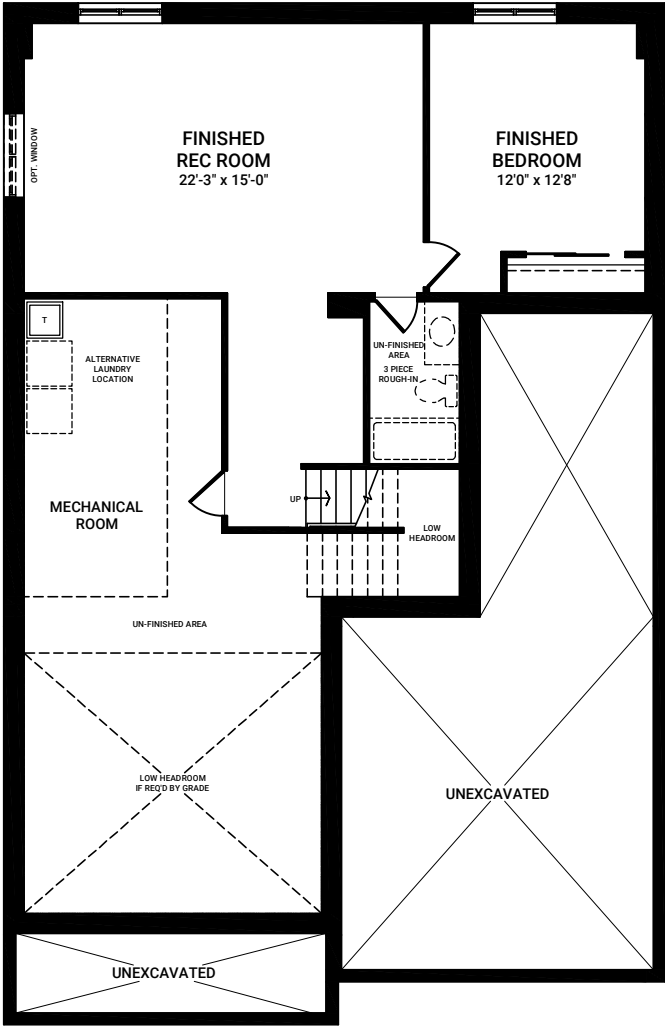 FINISHED
REC ROOM
22'-3" x 15'-0"
OPT. WINDOW
FINISHED
BEDROOM
12'0" x 12'8"
T
ALTERNATIVE
LAUNDRY
LOCATION
UN-FINISHED
AREA
3 PIECE
ROUGH-IN
MECHANICAL
ROOM
UP
LOW
HEADROOM
UN-FINISHED AREA
LOW HEADROOM
IF REQ'D BY GRADE
UNEXCAVATED
UNEXCAVATED